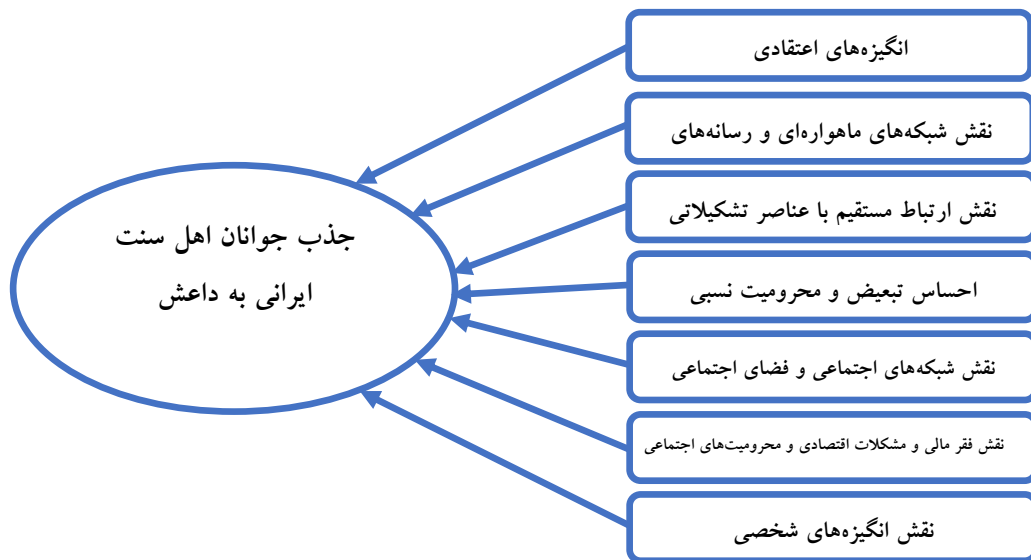 انگیزه‌های اعتقادی
نقش شبکه‌های ماهواره‌ای و رسانه‌های
نقش ارتباط مستقیم با عناصر تشکیلاتی
احساس تبعیض و محرومیت نسبی
نقش شبکه‌های اجتماعی و فضای اجتماعی
نقش فقر مالی و مشکلات اقتصادی و محرومیت‌های اجتماعی
نقش انگیزه‌های شخصی
جذب جوانان اهل سنت
ایرانی به داعش